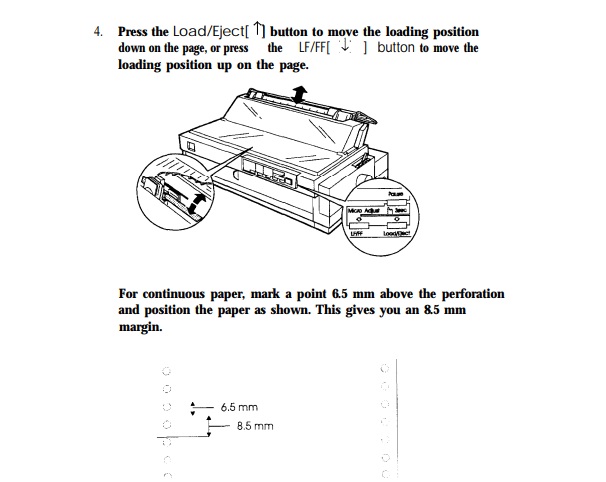 4. Press the Load/Eject[ ↑] button to move the loading position
down on the page, or press the LF/FF[ ↓ ] button to move the
loading position up on the page.
Pause
Micro Adjust 3sec.
LF/FF Load/Eject
For continuous paper, mark a point 6.5 mm above the perforation
and position the paper as shown. This gives you an 8.5 mm
margin.
6.5 mm
8.5 mm